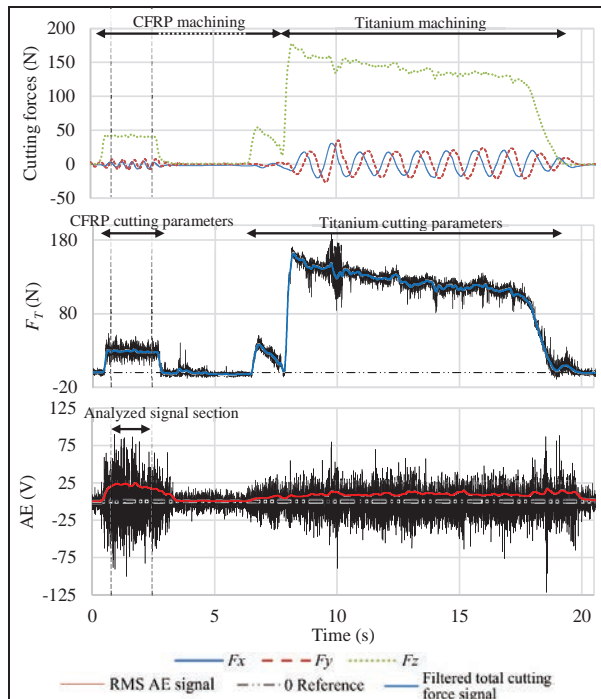 CFRP machining Titanium machining
200
150
100
50
0
-50
Cutting forces (N)
CFRP cutting parameters Titanium cutting parameters
180
80
-20
F_T (N)
125
75
25
-25
-75
-125
AE (V)
Analyzed signal section
0 5 10 15 20
Time (s)
Fx Fy Fz
RMS AE signal 0 Reference Filtered total cutting
force signal